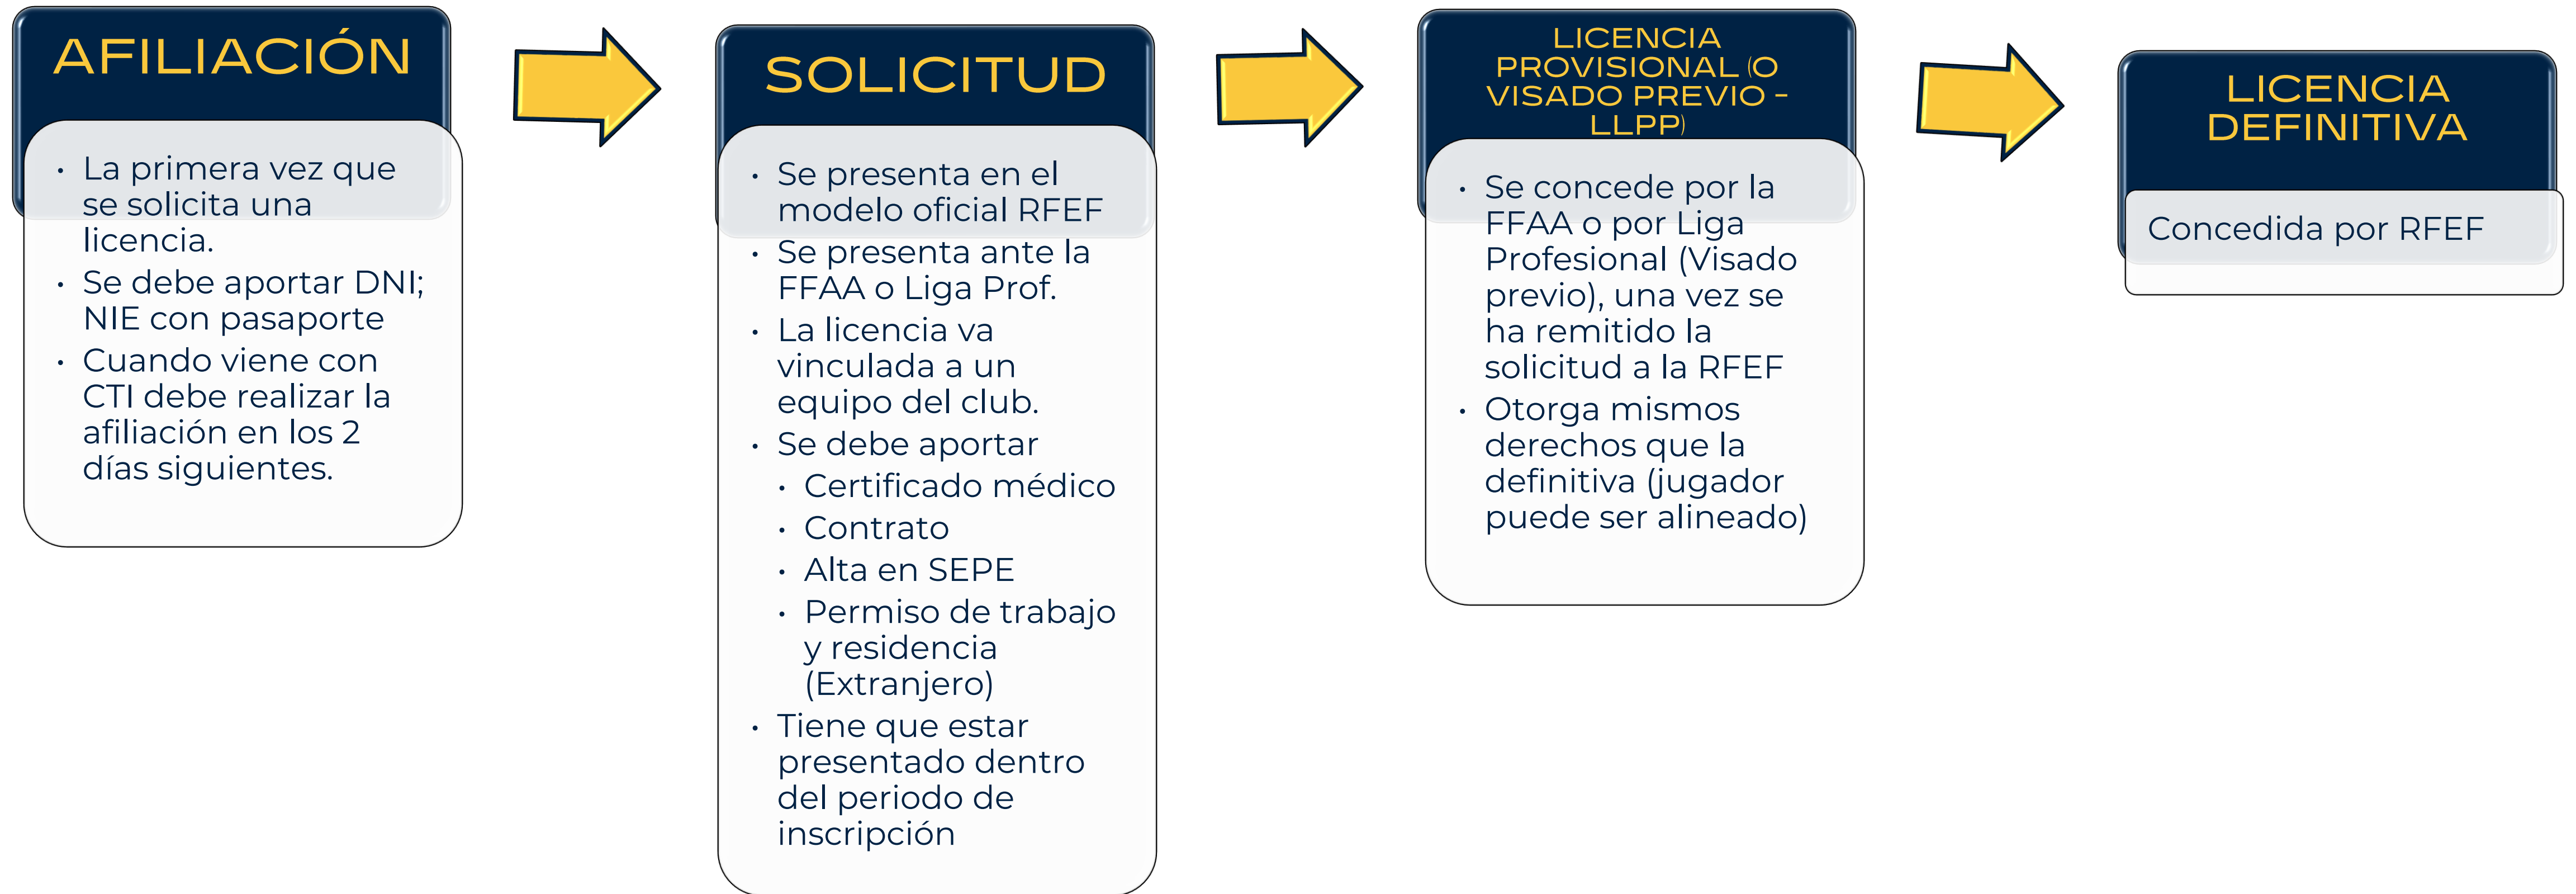 AFILIACIÓN
• La primera vez que
se solicita una
licencia.
• Se debe aportar DNI;
NIE con pasaporte
• Cuando viene con
CTI debe realizar la
afiliación en los 2
días siguientes.
SOLICITUD
• Se presenta en el
modelo oficial RFEF
• Se presenta ante la
FFAA o Liga Prof.
• La licencia va
vinculada a un
equipo del club.
• Se debe aportar
• Certificado médico
• Contrato
• Alta en SEPE
• Permiso de trabajo
y residencia
(Extranjero)
• Tiene que estar
presentado dentro
del periodo de
inscripción
LICENCIA
PROVISIONAL (O
VISADO PREVIO –
LLPP)
• Se concede por la
FFAA o por Liga
Profesional (Visado
previo), una vez se
ha remitido la
solicitud a la RFEF
• Otorga mismos
derechos que la
definitiva (jugador
puede ser alineado)
LICENCIA
DEFINITIVA
Concedida por RFEF